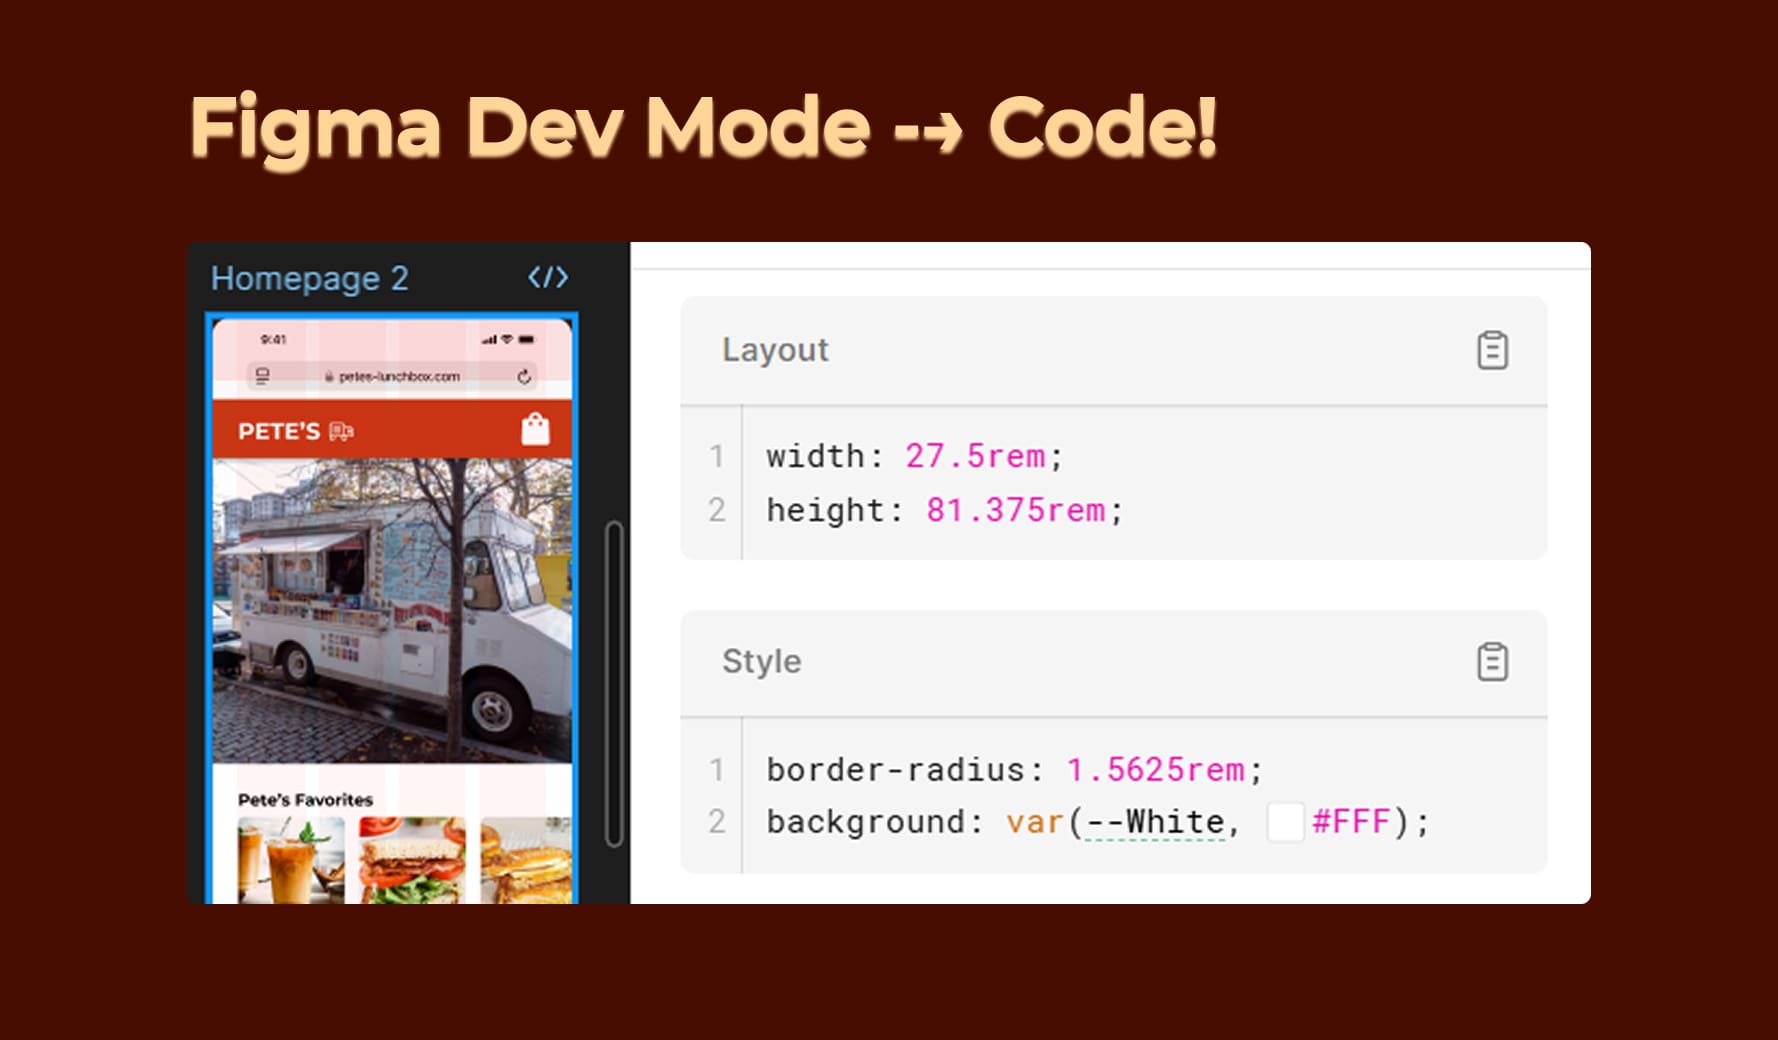 Figma Dev Mode --> Code!
Homepage 2 </>
9:41
petes-lunchbox.com
PETE'S
Pete's Favorites
Layout
1 width: 27.5rem;
2 height: 81.375rem;
Style
1 border-radius: 1.5625rem;
2 background: var(--White, #FFF);